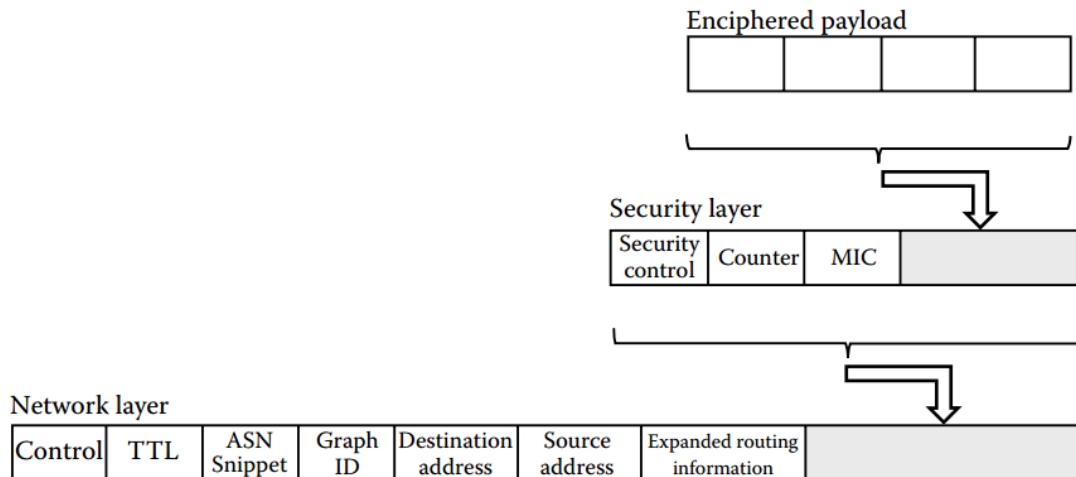 Enciphered payload
Security layer
Security control
Counter
MIC
Network layer
Control
TTL
ASN Snippet
Graph ID
Destination address
Source address
Expanded routing information